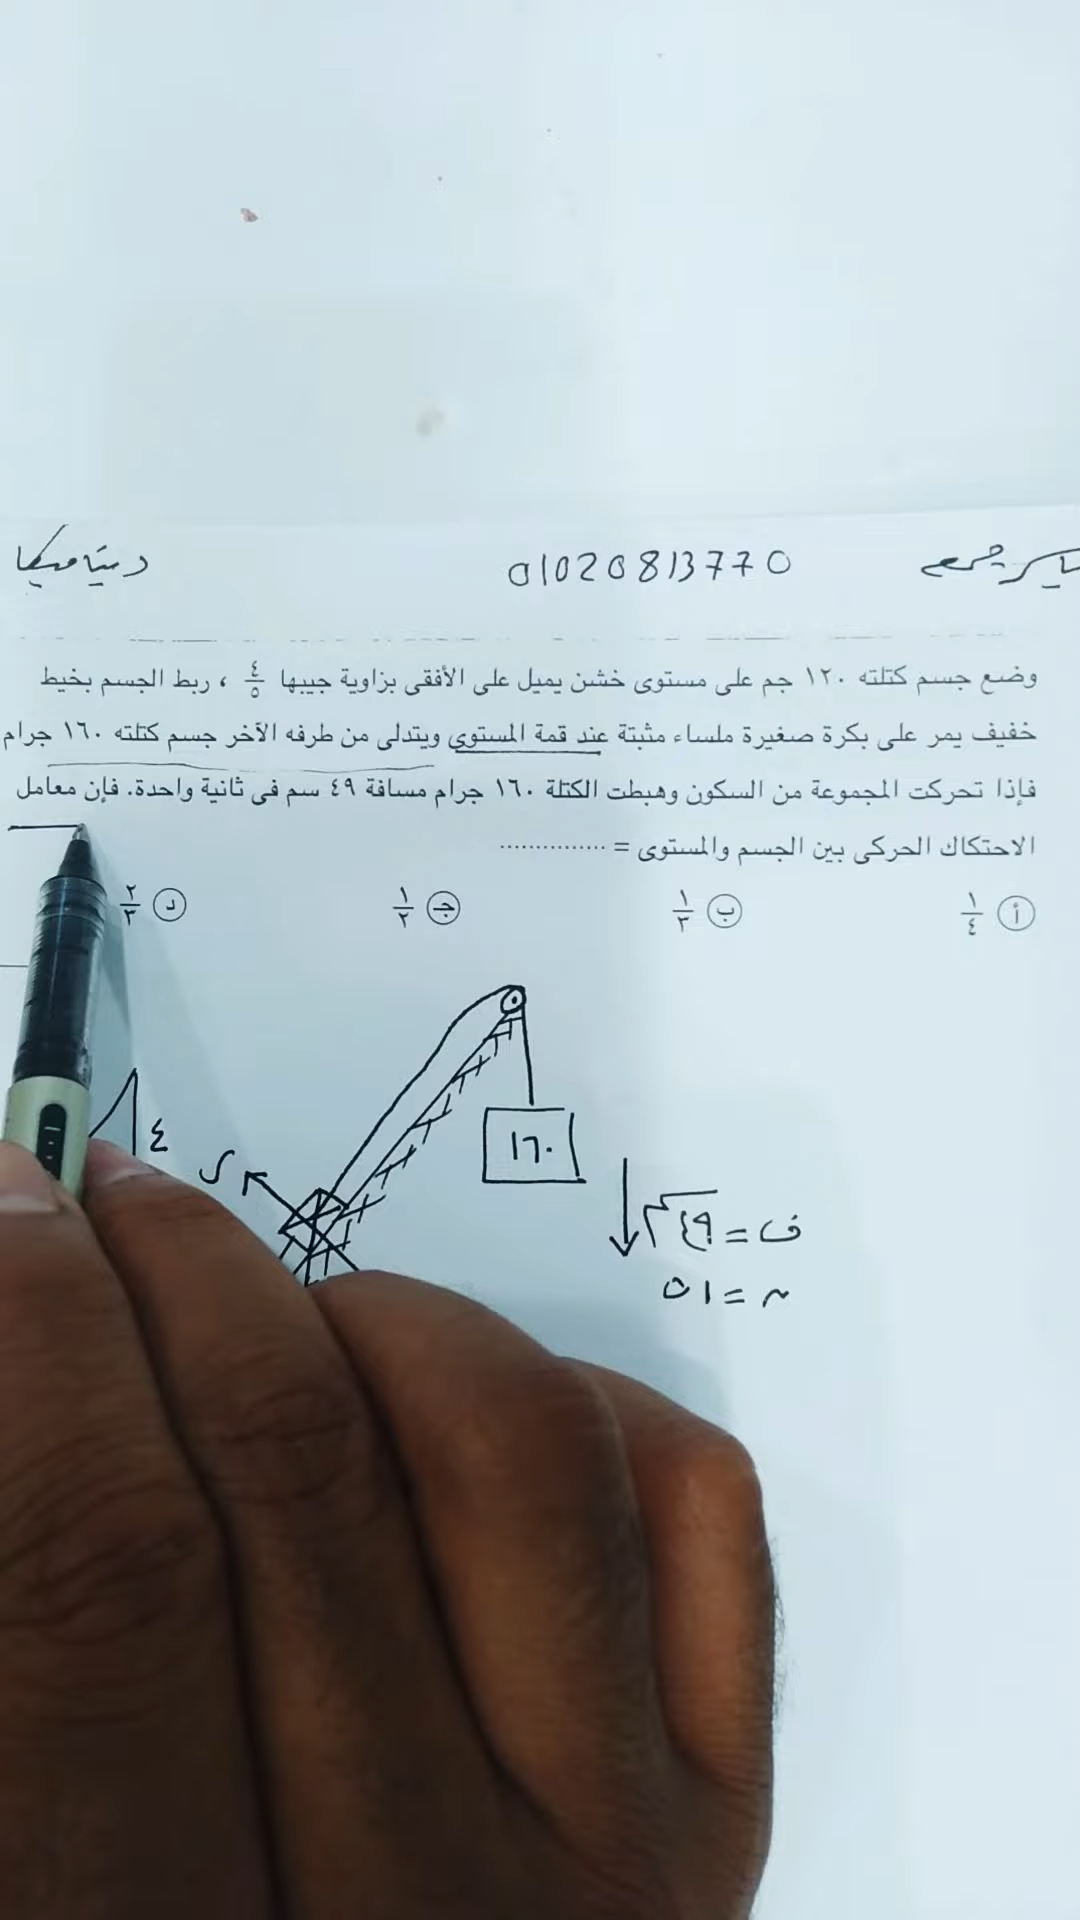 ديناميكا
01020813770
وضع جسم كتلته ١٢٠ جم على مستوى خشن يميل على الأفقى بزاوية جيبها ٤/٥ ، ربط الجسم بخيط
خفيف يمر على بكرة صغيرة ملساء مثبتة عند قمة المستوى ويتدلى من طرفه الآخر جسم كتلته ١٦٠ جرام
فإذا تحركت المجموعة من السكون وهبطت الكتلة ١٦٠ جرام مسافة ٤٩ سم فى ثانية واحدة. فإن معامل
الاحتكاك الحركى بين الجسم والمستوى = ...............
أ ١/٤ ب ١/٣ ج ١/٢ د ٢/٣
١٦٠
٤
ر
ف = ٤٩ سم
ن = ١ ث